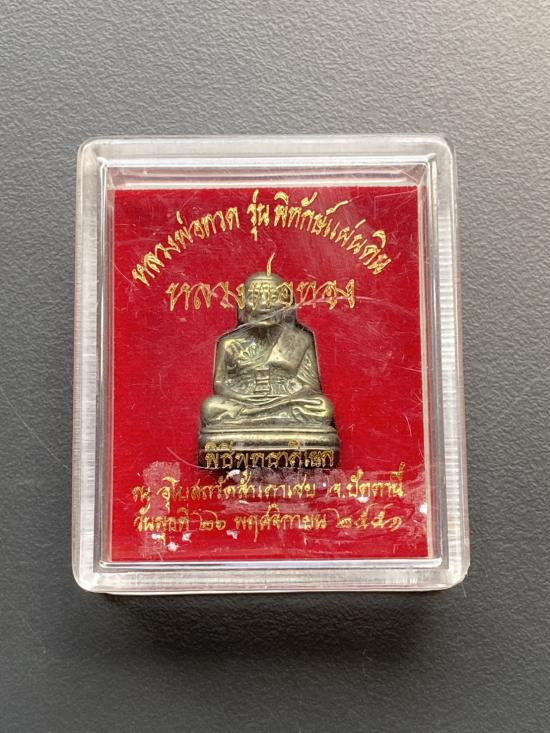 หลวงพ่อทวด รุ่น พิทักษ์แผ่นดิน
หลวงพ่อทอง
พิธีพุทธาภิเษก
ณ อุโบสถวัดสำเภาเชย จ.ปัตตานี
วันพุธที่ ๒๖ พฤศจิกายน ๒๕๕๑